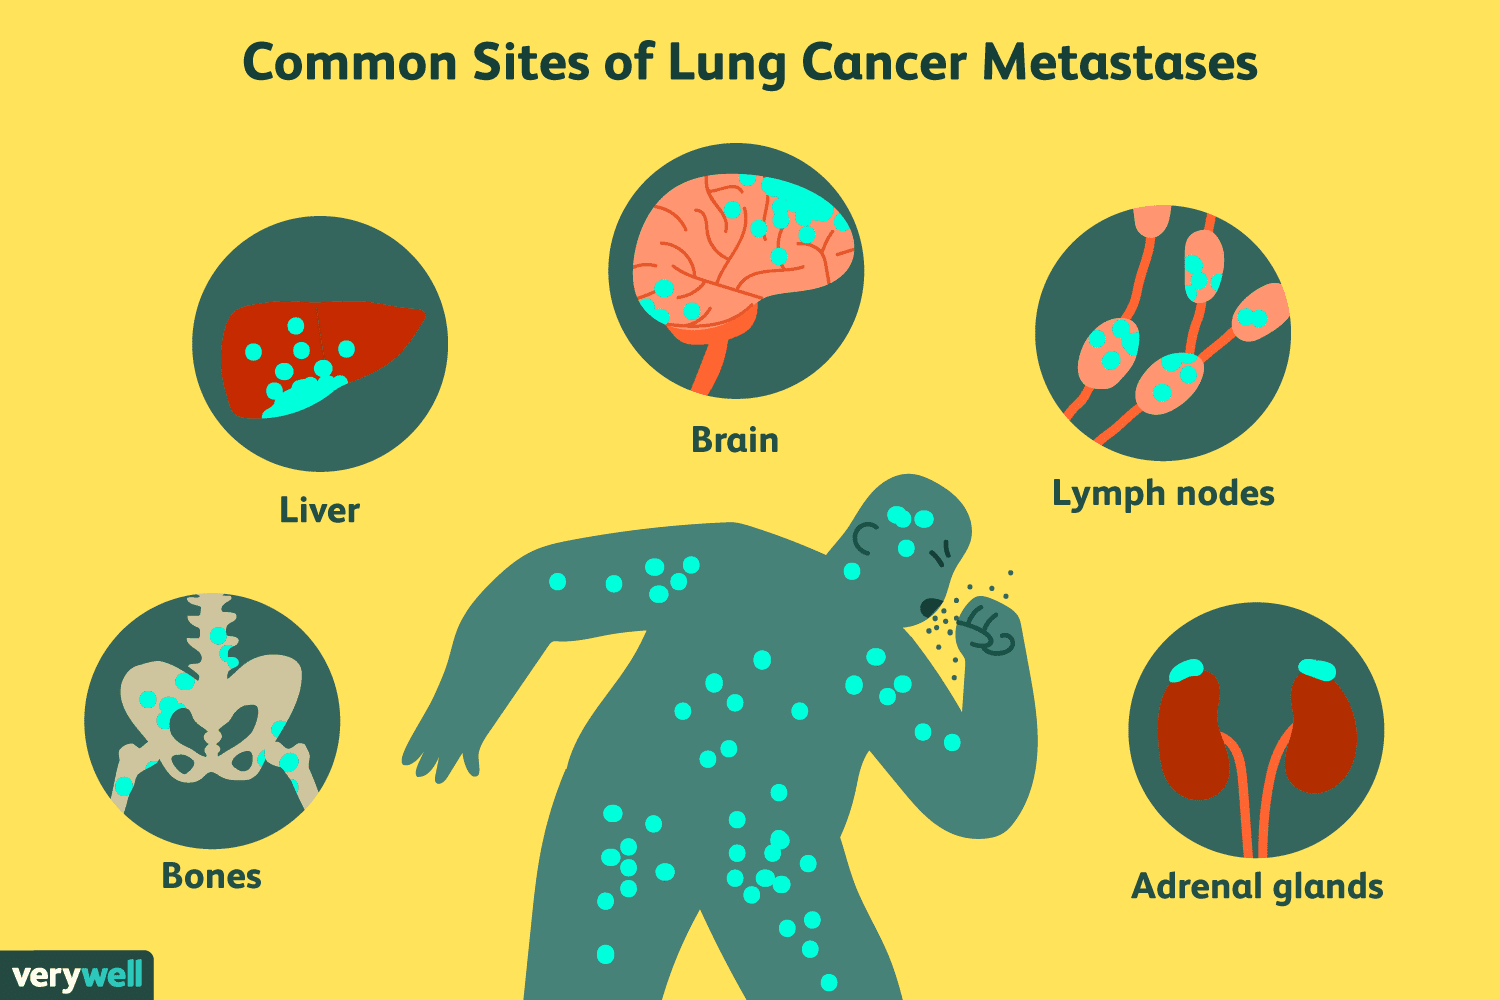 Common Sites of Lung Cancer Metastases
Liver
Brain
Lymph nodes
Bones
Adrenal glands
verywell